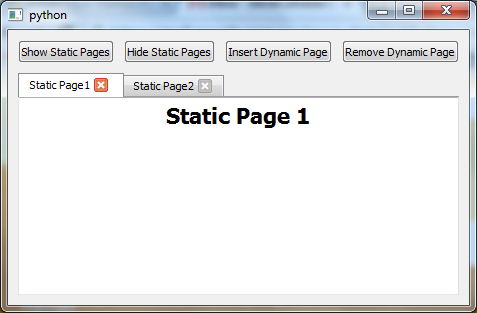 python
Show Static Pages Hide Static Pages Insert Dynamic Page Remove Dynamic Page
Static Page1 Static Page2
Static Page 1